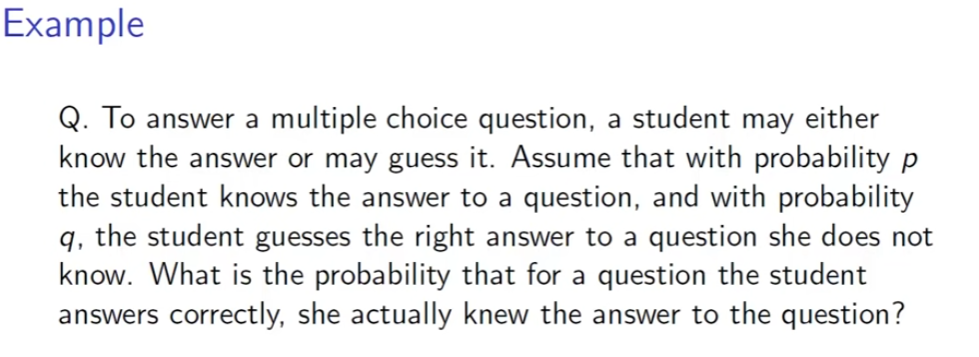 Example
Q. To answer a multiple choice question, a student may either
know the answer or may guess it. Assume that with probability p
the student knows the answer to a question, and with probability
q, the student guesses the right answer to a question she does not
know. What is the probability that for a question the student
answers correctly, she actually knew the answer to the question?